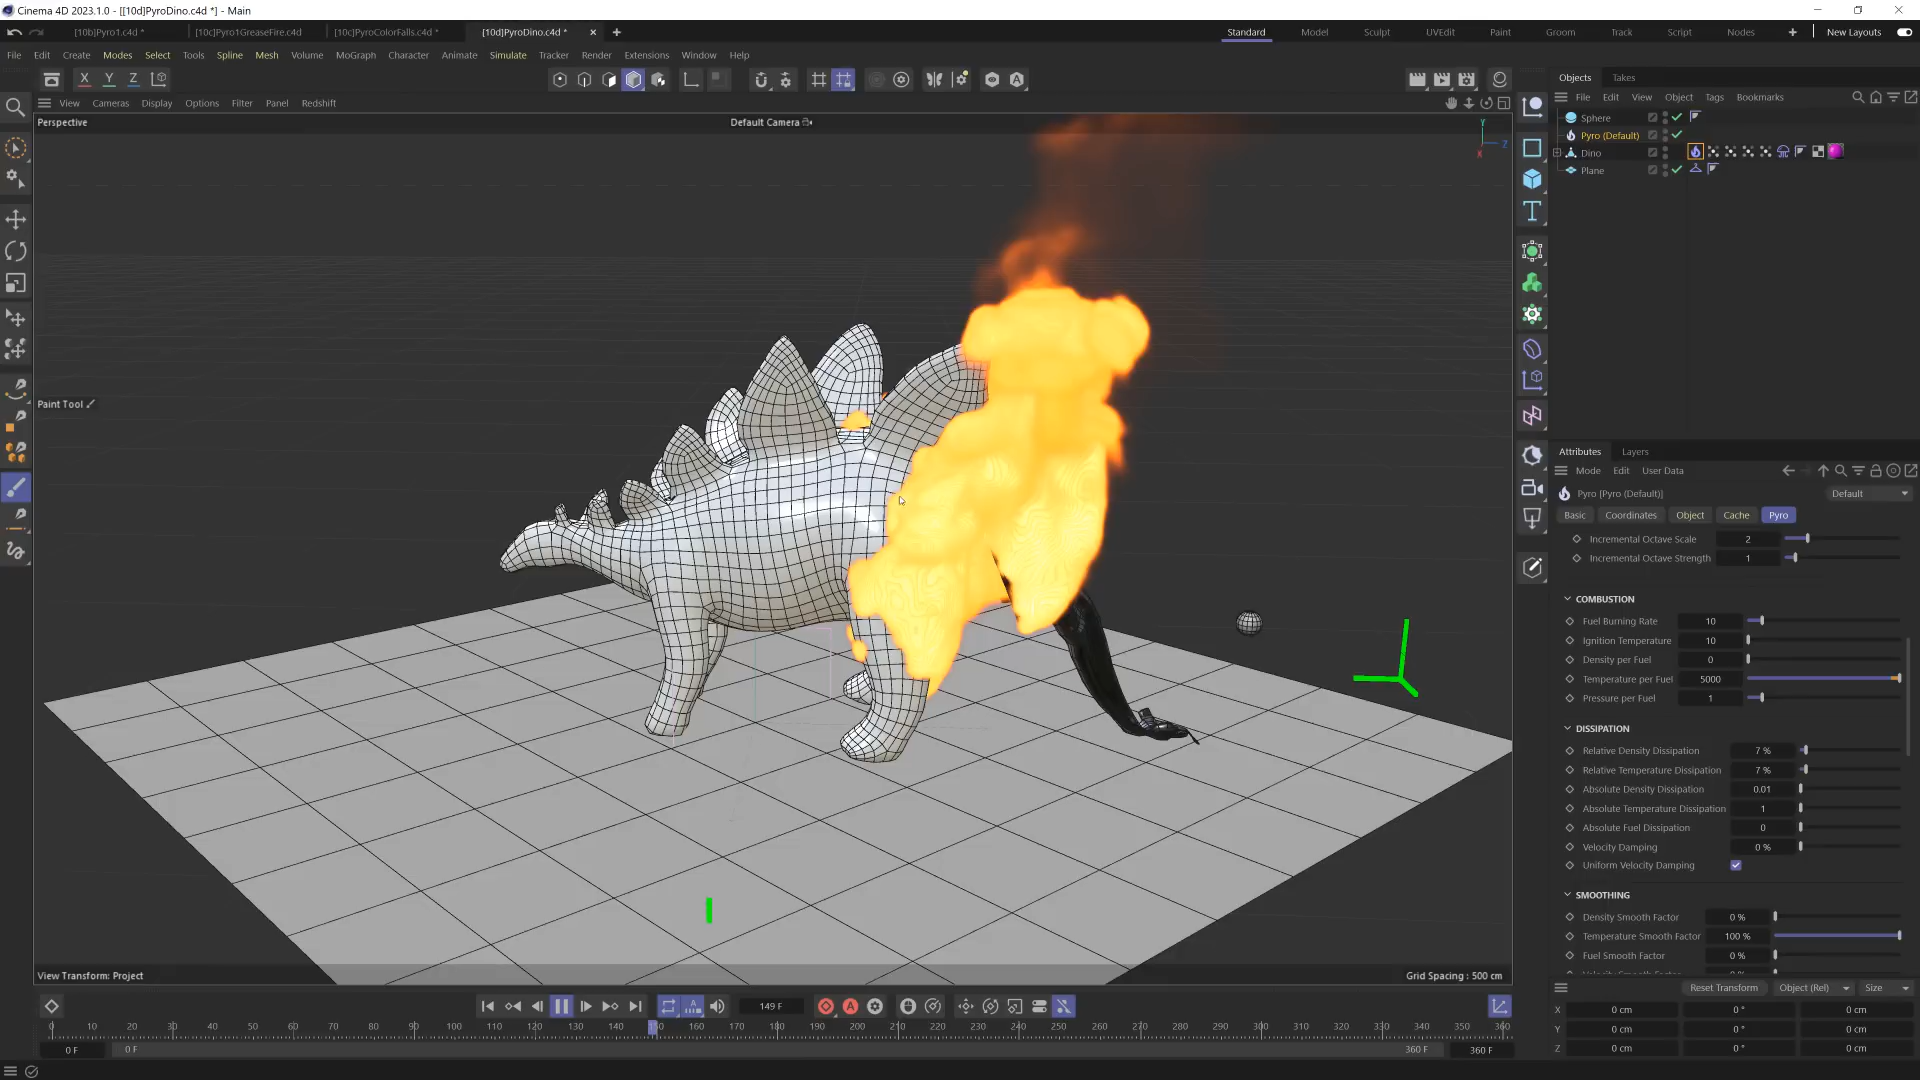 Cinema 4D 2023.1.0 - [[10d]PyroDino.c4d *] - Main
[10b]Pyro1.c4d *
[10c]Pyro1GreaseFire.c4d
[10c]PyroColorFalls.c4d *
[10d]PyroDino.c4d *
Standard
Model
Sculpt
UVEdit
Paint
Groom
Track
Script
Nodes
New Layouts
File Edit Create Modes Select Tools Spline Mesh Volume MoGraph Character Animate Simulate Tracker Render Extensions Window Help
X Y Z
View Cameras Display Options Filter Panel Redshift
Perspective
Default Camera
Y
Z
X
Paint Tool
View Transform: Project
Grid Spacing : 500 cm
Objects Takes
File Edit View Object Tags Bookmarks
Sphere
Pyro (Default)
Dino
Plane
Attributes Layers
Mode Edit User Data
Pyro [Pyro (Default)]
Default
Basic Coordinates Object Cache Pyro
Incremental Octave Scale 2
Incremental Octave Strength 1
COMBUSTION
Fuel Burning Rate 10
Ignition Temperature 10
Density per Fuel 0
Temperature per Fuel 5000
Pressure per Fuel 1
DISSIPATION
Relative Density Dissipation 7 %
Relative Temperature Dissipation 7 %
Absolute Density Dissipation 0.01
Absolute Temperature Dissipation 1
Absolute Fuel Dissipation 0
Velocity Damping 0 %
Uniform Velocity Damping
SMOOTHING
Density Smooth Factor 0 %
Temperature Smooth Factor 100 %
Fuel Smooth Factor 0 %
Reset Transform Object (Rel) Size
X 0 cm 0 ° 0 cm
Y 0 cm 0 ° 0 cm
Z 0 cm 0 ° 0 cm
149 F
0 10 20 30 40 50 60 70 80 90 100 110 120 130 140 150 160 170 180 190 200 210 220 230 240 250 260 270 280 290 300 310 320 330 340 350 360
0 F
0 F
360 F
360 F